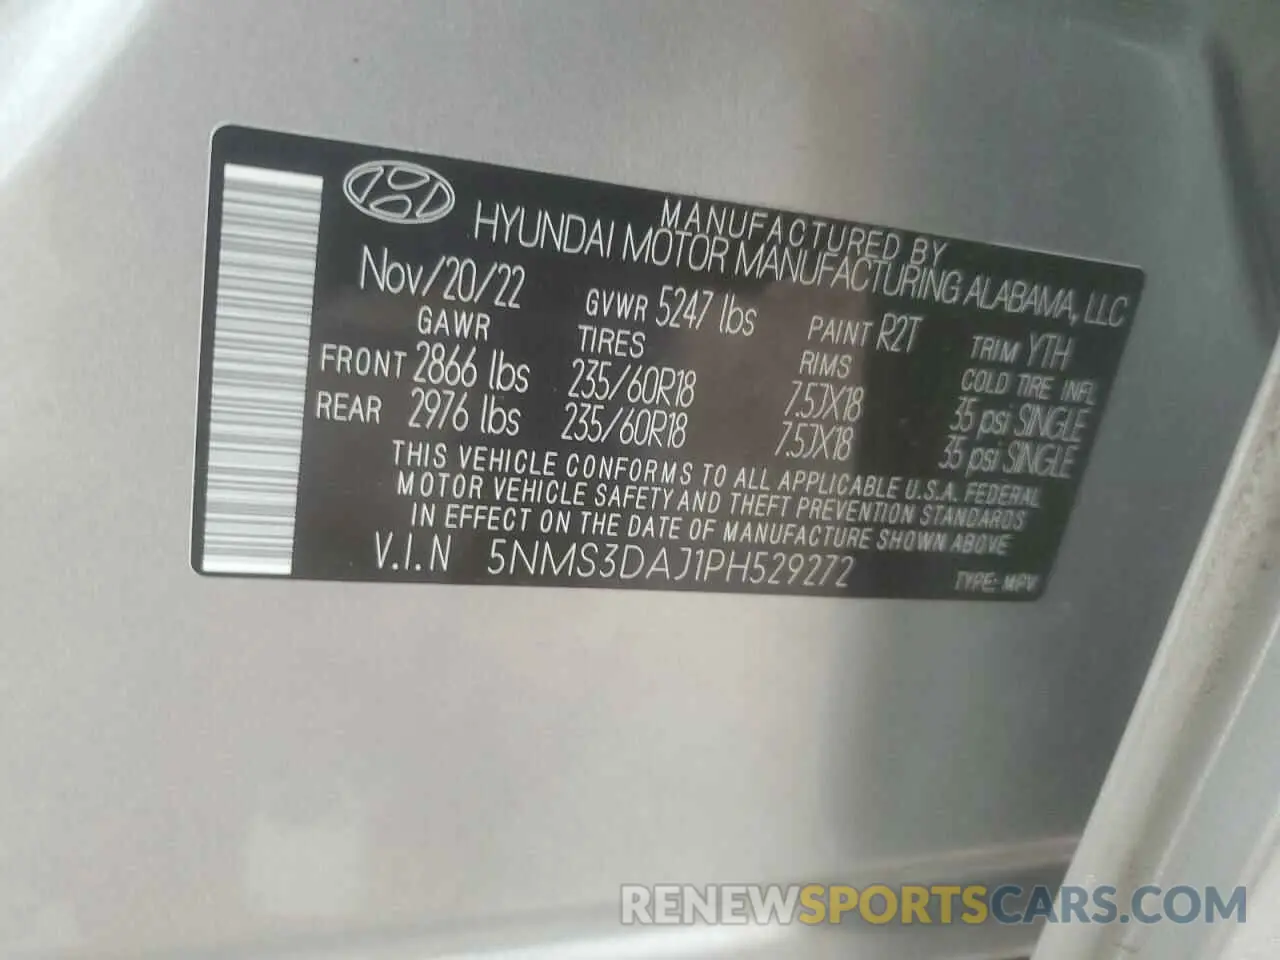 MANUFACTURED BY
HYUNDAI MOTOR MANUFACTURING ALABAMA, LLC
Nov/20/22 GVWR 5247 lbs PAINT R2T TRIM YTH
GAWR TIRES RIMS COLD TIRE INFL
FRONT 2866 lbs 235/60R18 7.5JX18 35 psi SINGLE
REAR 2976 lbs 235/60R18 7.5JX18 35 psi SINGLE
THIS VEHICLE CONFORMS TO ALL APPLICABLE U.S.A. FEDERAL
MOTOR VEHICLE SAFETY AND THEFT PREVENTION STANDARDS
IN EFFECT ON THE DATE OF MANUFACTURE SHOWN ABOVE
V.I.N 5NMS3DAJ1PH529272 TYPE: MPV
RENEWSPORTSCARS.COM